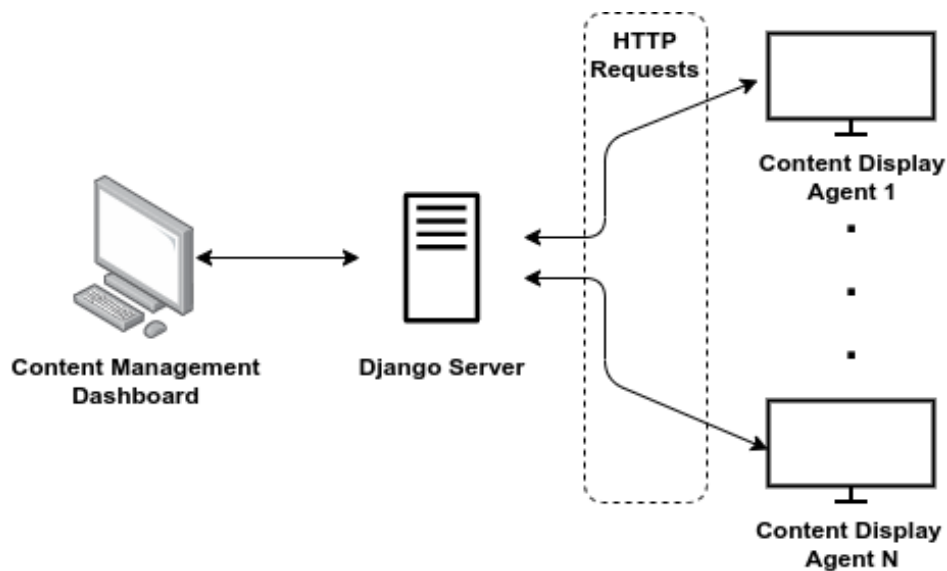 HTTP
Requests
Content Display
Agent 1
Content Management
Dashboard
Django Server
Content Display
Agent N